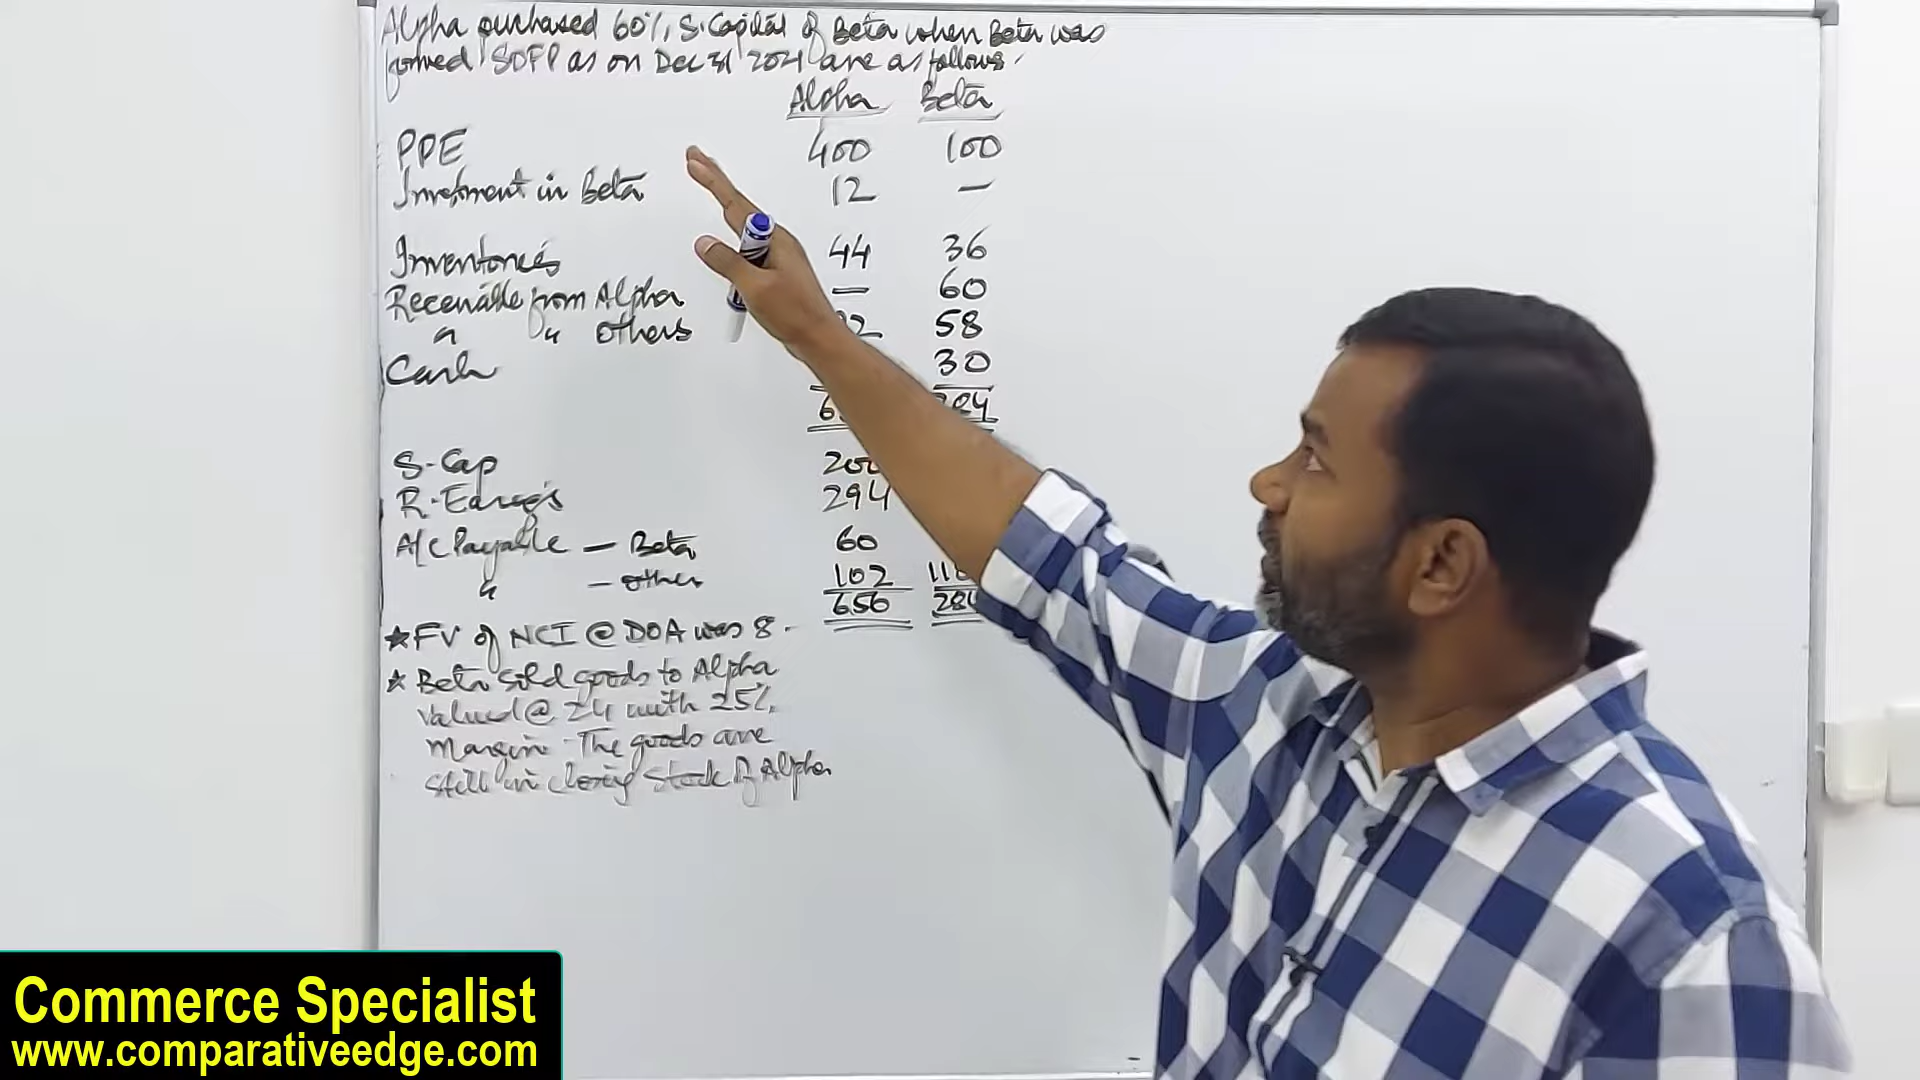 Alpha purchased 60% S.Capital of Beta when Beta was
formed. SOFP as on Dec 31 2021 are as follows.
Alpha Beta
PPE 400 100
Investment in Beta 12 —
Inventories 44 36
Receivable from Alpha — 60
" " Others 58
Cash 30
S-Cap 200
R.Earngs 294
A/C Payable — Beta 60
" — other 102
656
★ FV of NCI @ DOA was 8.
★ Beta sold goods to Alpha
valued @ 24 with 25%
Margin. The goods are
still in closing stock of Alpha
Commerce Specialist
www.comparativeedge.com